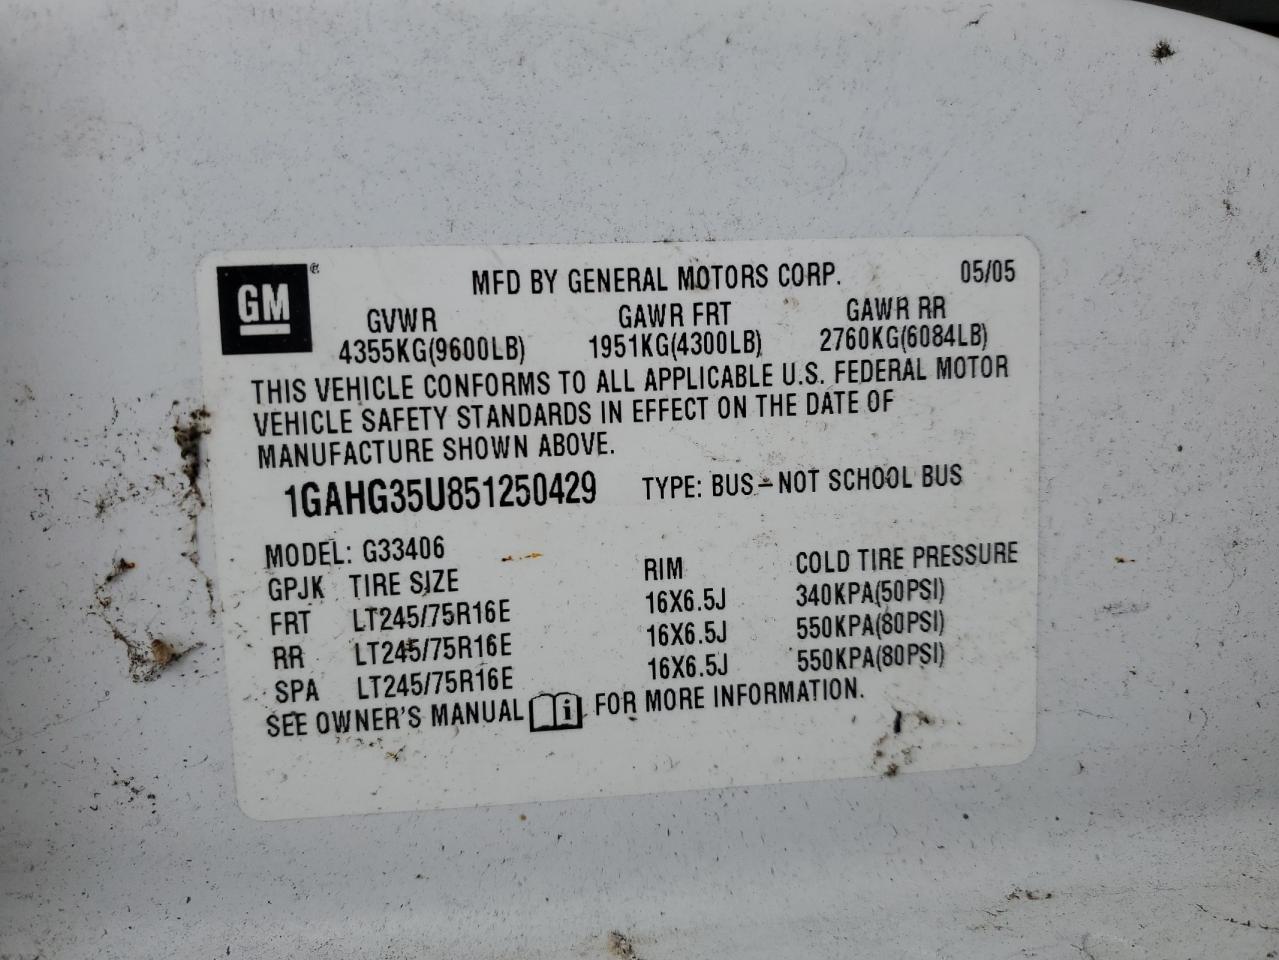 GM® MFD BY GENERAL MOTORS CORP. 05/05
GVWR GAWR FRT GAWR RR
4355KG(9600LB) 1951KG(4300LB) 2760KG(6084LB)
THIS VEHICLE CONFORMS TO ALL APPLICABLE U.S. FEDERAL MOTOR
VEHICLE SAFETY STANDARDS IN EFFECT ON THE DATE OF
MANUFACTURE SHOWN ABOVE.
1GAHG35U851250429 TYPE: BUS - NOT SCHOOL BUS
MODEL: G33406
GPJK TIRE SIZE RIM COLD TIRE PRESSURE
FRT LT245/75R16E 16X6.5J 340KPA(50PSI)
RR LT245/75R16E 16X6.5J 550KPA(80PSI)
SPA LT245/75R16E 16X6.5J 550KPA(80PSI)
SEE OWNER'S MANUAL i FOR MORE INFORMATION.